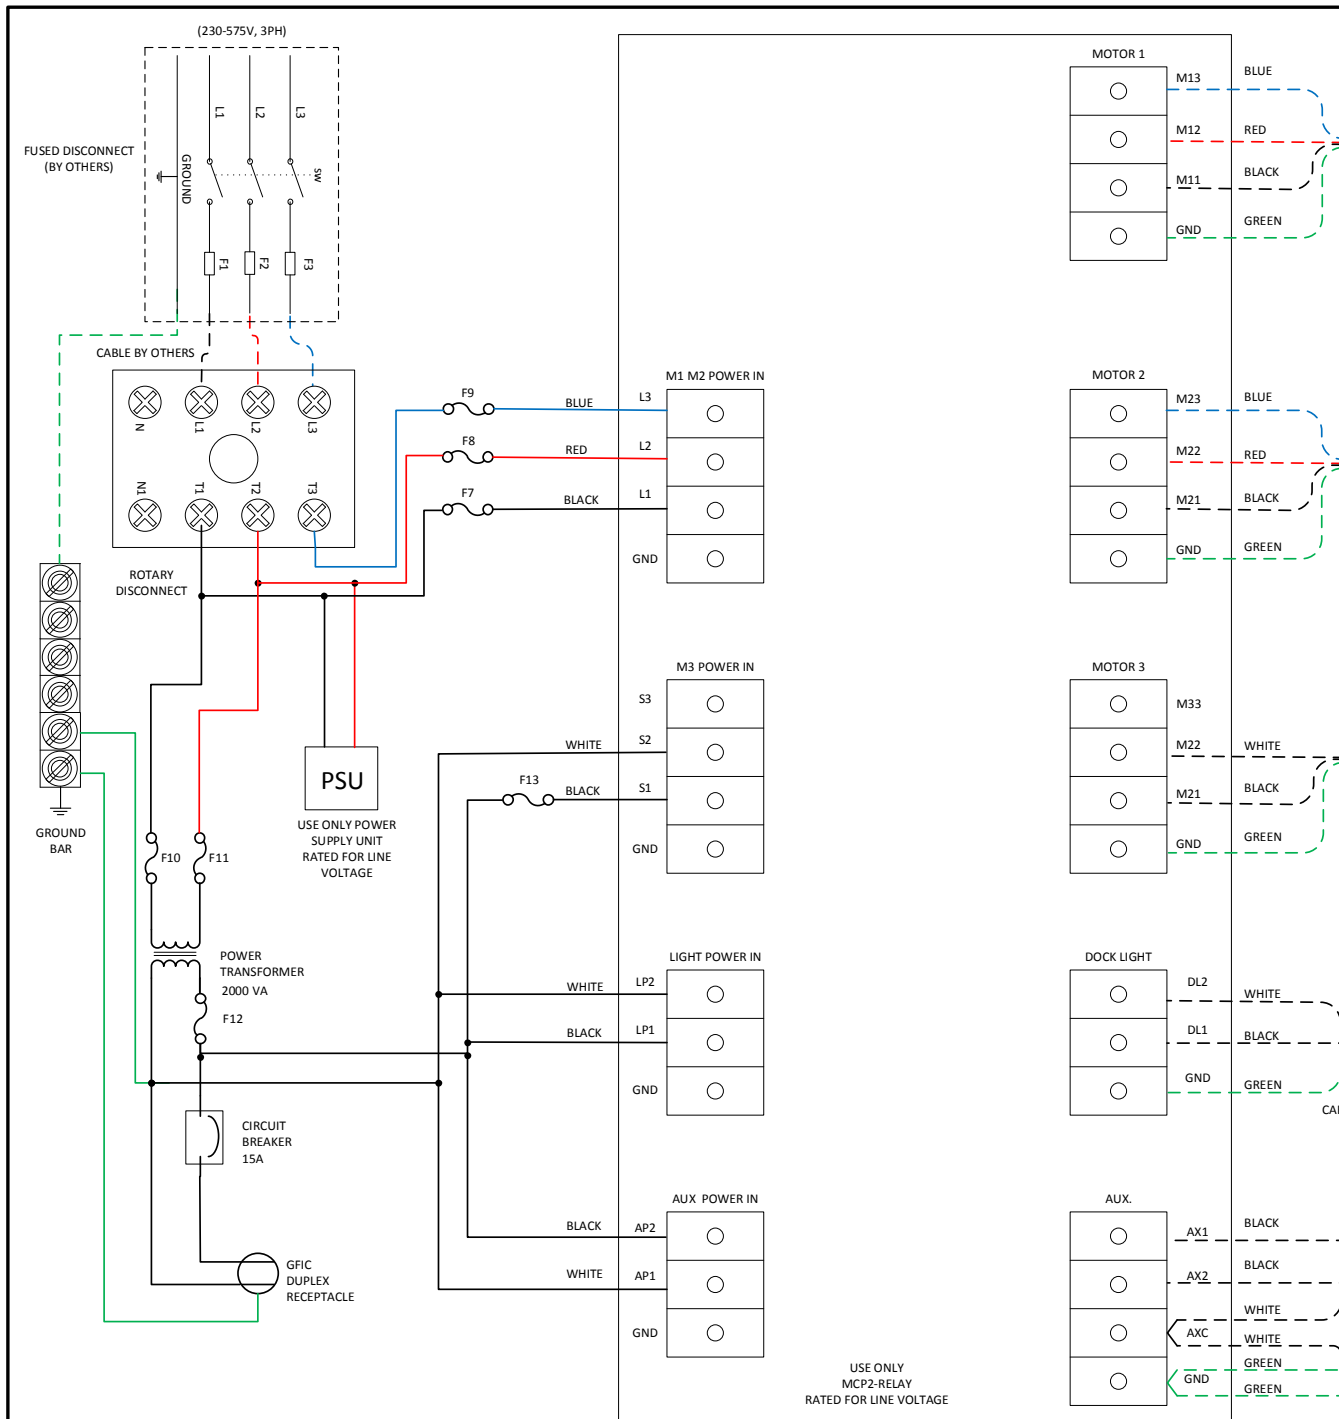 (230-575V, 3PH)
L1
L2
L3
FUSED DISCONNECT
(BY OTHERS)
GROUND
SW
F1
F2
F3
CABLE BY OTHERS
N
L1
L2
L3
N1
T1
T2
T3
ROTARY
DISCONNECT
GROUND
BAR
F9
F8
F7
BLUE
RED
BLACK
M1 M2 POWER IN
L3
L2
L1
GND
PSU
USE ONLY POWER
SUPPLY UNIT
RATED FOR LINE
VOLTAGE
M3 POWER IN
S3
WHITE
S2
F13
BLACK
S1
GND
F10
F11
POWER
TRANSFORMER
2000 VA
F12
LIGHT POWER IN
WHITE
LP2
BLACK
LP1
GND
CIRCUIT
BREAKER
15A
GFIC
DUPLEX
RECEPTACLE
AUX POWER IN
BLACK
AP2
WHITE
AP1
GND
USE ONLY
MCP2-RELAY
RATED FOR LINE VOLTAGE
MOTOR 1
M13
BLUE
M12
RED
M11
BLACK
GND
GREEN
MOTOR 2
M23
BLUE
M22
RED
M21
BLACK
GND
GREEN
MOTOR 3
M33
M22
WHITE
M21
BLACK
GND
GREEN
DOCK LIGHT
DL2
WHITE
DL1
BLACK
GND
GREEN
AUX.
AX1
BLACK
AX2
BLACK
WHITE
AXC
WHITE
GREEN
GND
GREEN